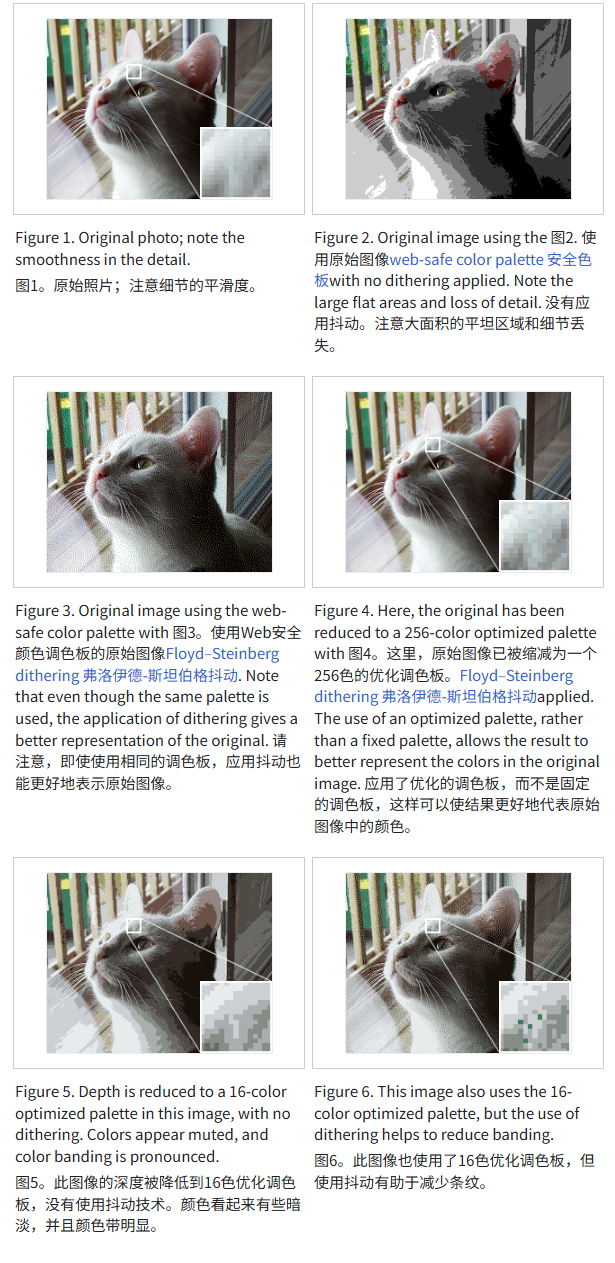 Figure 1. Original photo; note the
smoothness in the detail.
图1。原始照片；注意细节的平滑度。
Figure 2. Original image using the 图2. 使
用原始图像web-safe color palette 安全色
板with no dithering applied. Note the
large flat areas and loss of detail. 没有应
用抖动。注意大面积的平坦区域和细节丢
失。
Figure 3. Original image using the web-
safe color palette with 图3。使用Web安全
颜色调色板的原始图像Floyd–Steinberg
dithering 弗洛伊德-斯坦伯格抖动. Note
that even though the same palette is
used, the application of dithering gives a
better representation of the original. 请
注意，即使使用相同的调色板，应用抖动也
能更好地表示原始图像。
Figure 4. Here, the original has been
reduced to a 256-color optimized palette
with 图4。这里，原始图像已被缩减为一个
256色的优化调色板。Floyd–Steinberg
dithering 弗洛伊德-斯坦伯格抖动applied.
The use of an optimized palette, rather
than a fixed palette, allows the result to
better represent the colors in the original
image. 应用了优化的调色板，而不是固定
的调色板，这样可以使结果更好地代表原始
图像中的颜色。
Figure 5. Depth is reduced to a 16-color
optimized palette in this image, with no
dithering. Colors appear muted, and
color banding is pronounced.
图5。此图像的深度被降低到16色优化调色
板，没有使用抖动技术。颜色看起来有些暗
淡，并且颜色带明显。
Figure 6. This image also uses the 16-
color optimized palette, but the use of
dithering helps to reduce banding.
图6。此图像也使用了16色优化调色板，但
使用抖动有助于减少条纹。